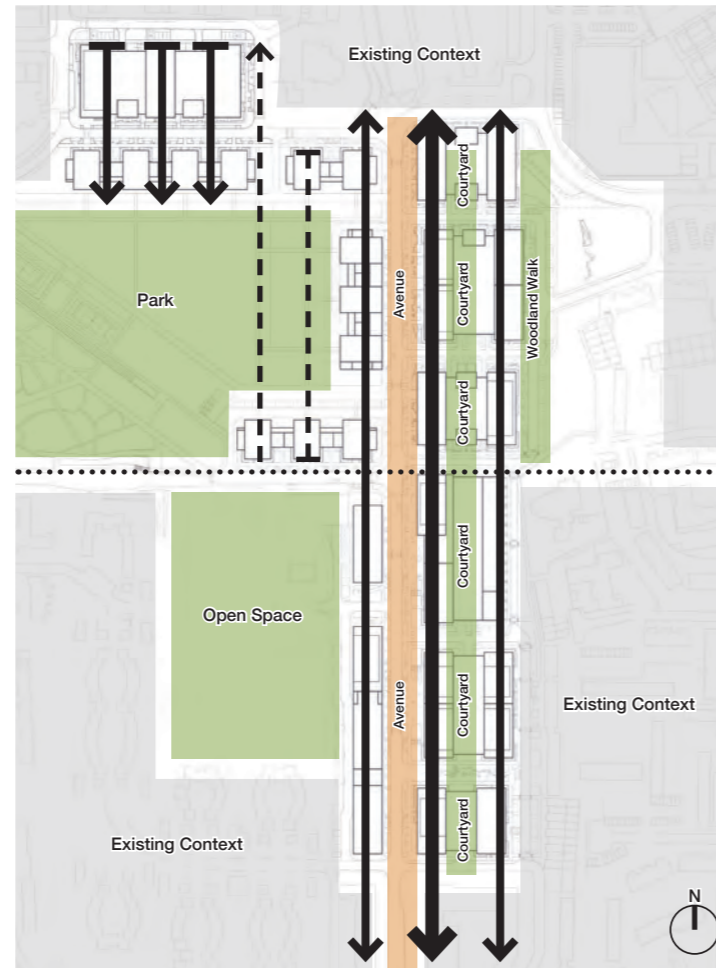 Existing Context
Courtyard
Park
Avenue
Courtyard
Woodland Walk
Courtyard
Courtyard
Open Space
Avenue
Courtyard
Existing Context
Existing Context
Courtyard
N